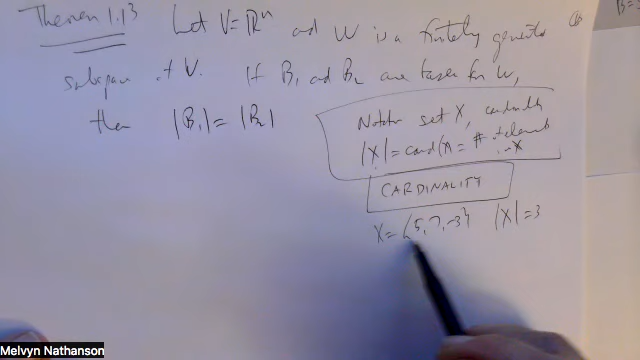 Theorem 1.13 Let V = ℝⁿ and W is a finitely generated
subspace of V. If B₁ and B₂ are bases for W,
then |B₁| = |B₂|
Notation set X, cardinality
|X| = card(X) = # elements
in X
CARDINALITY
X = {5, 7, -3} |X| = 3
Melvyn Nathanson